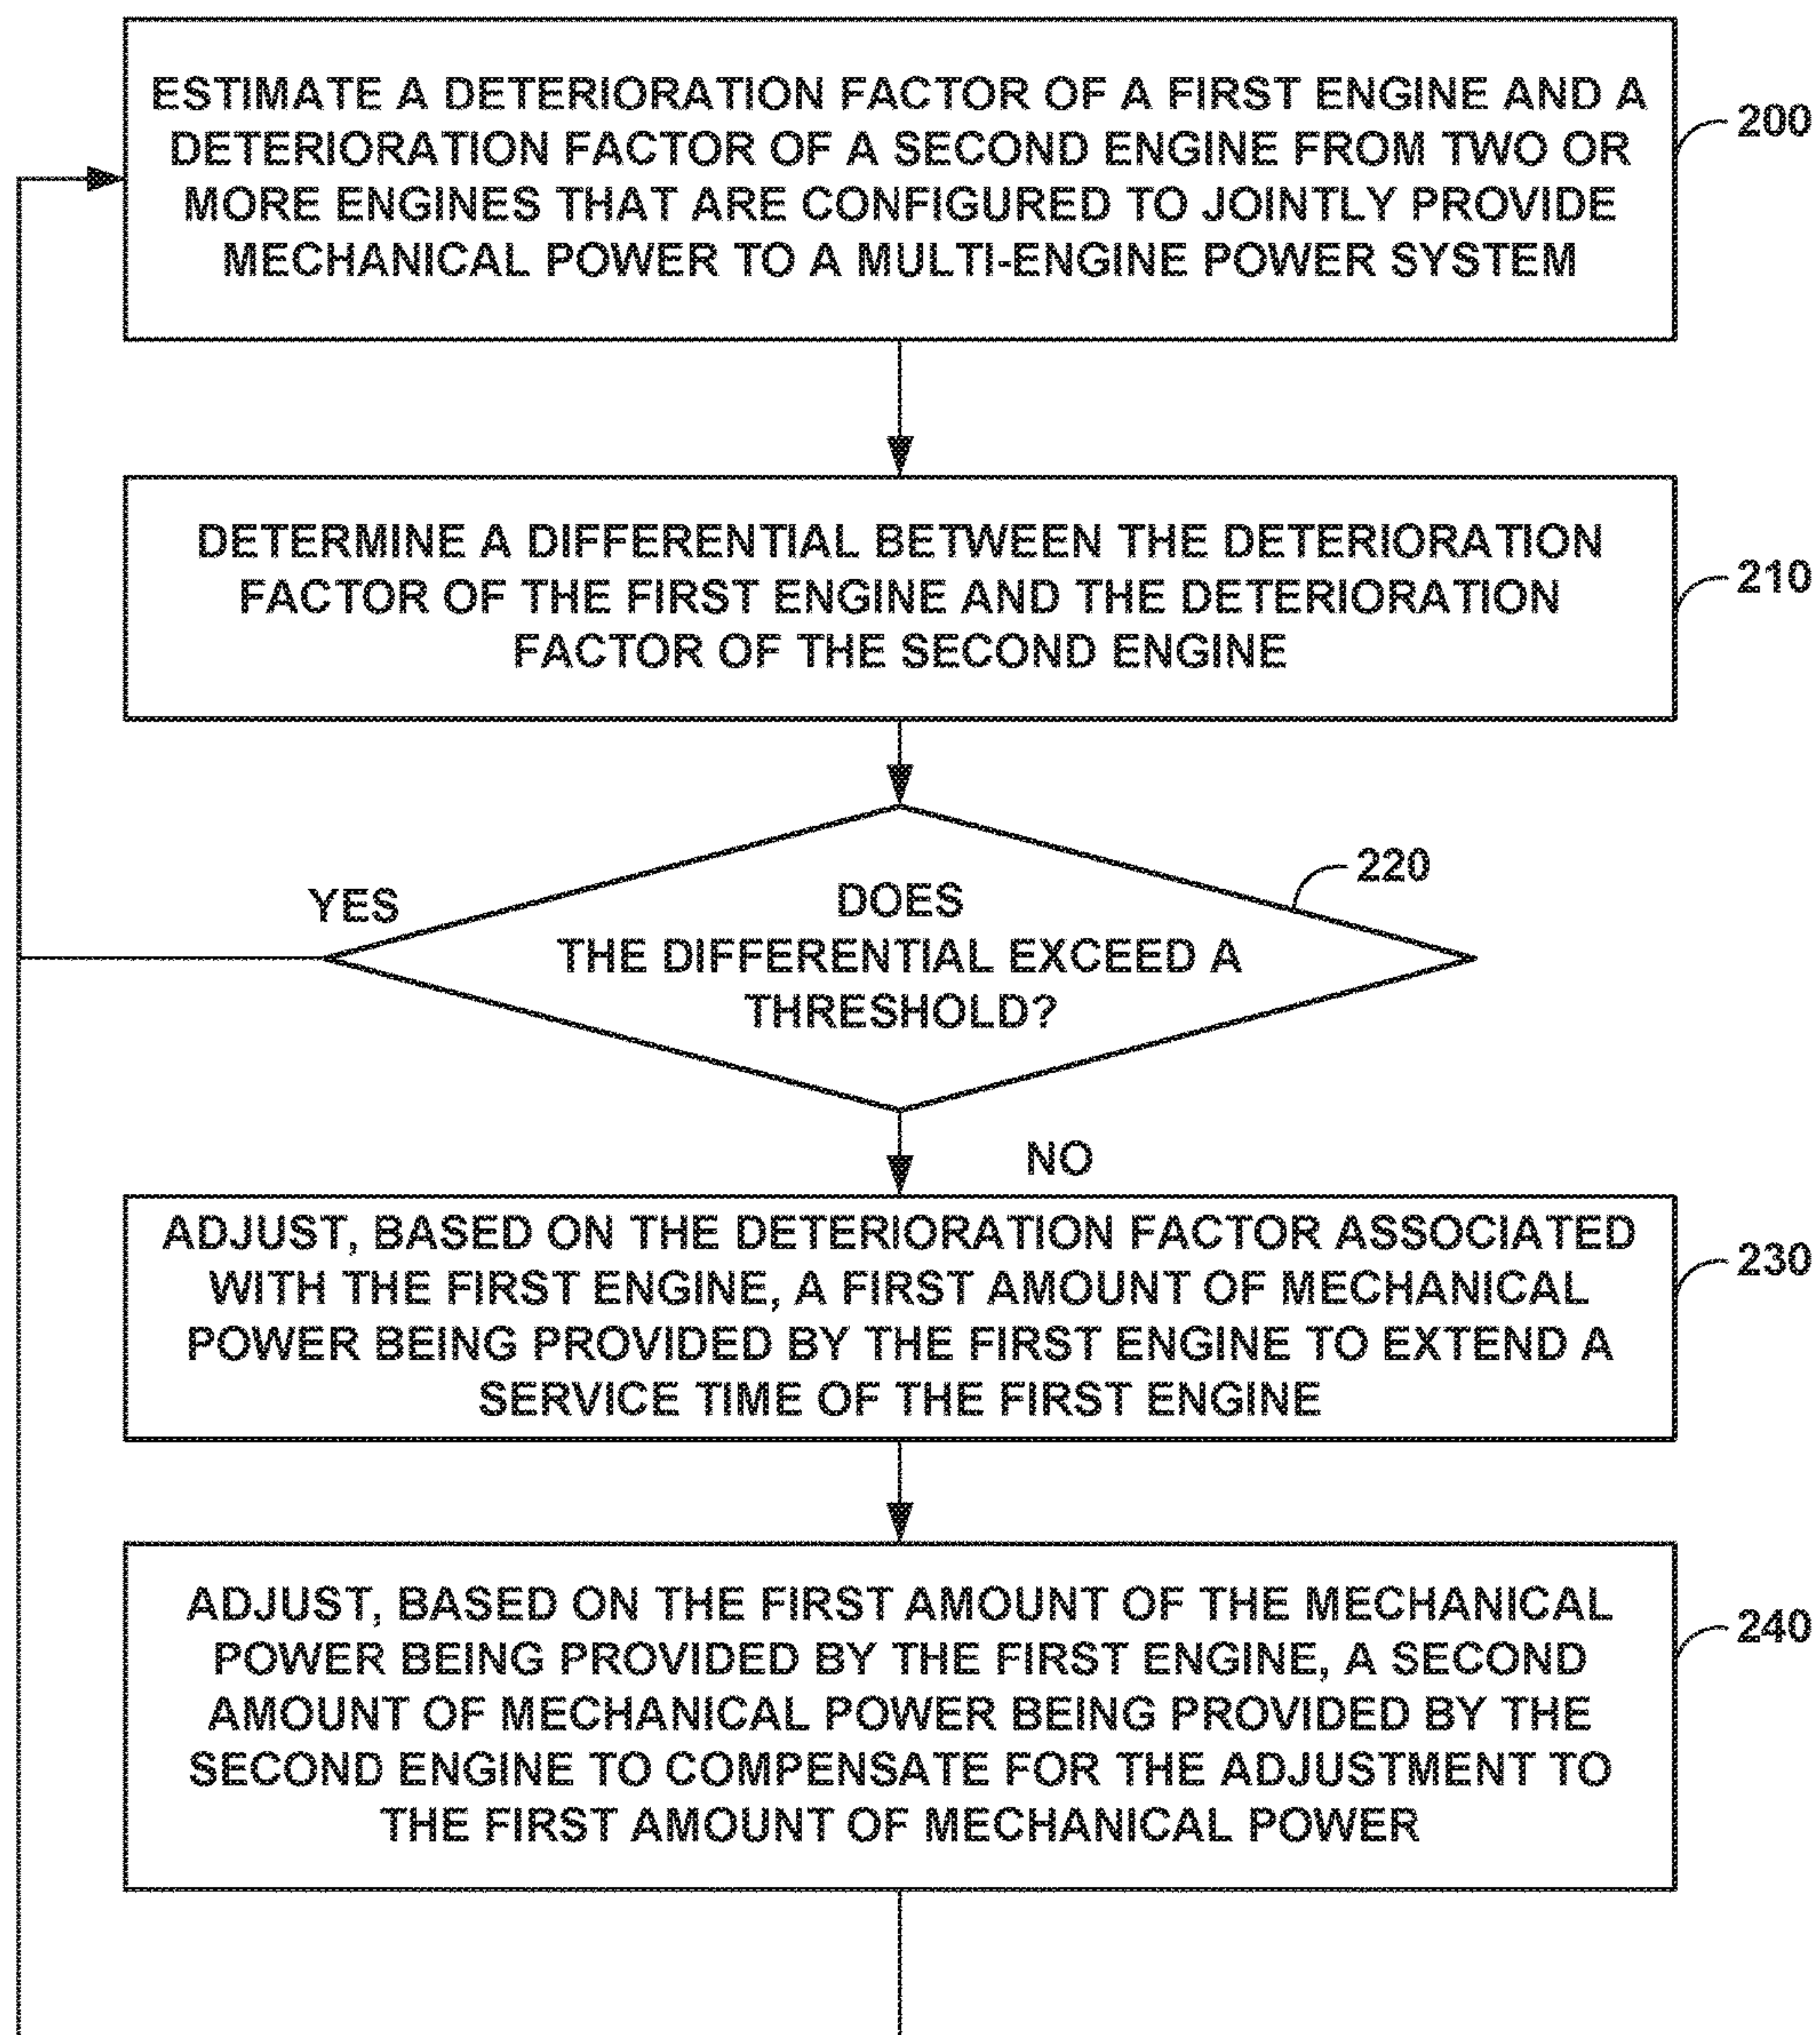 ESTIMATE A DETERIORATION FACTOR OF A FIRST ENGINE AND A
DETERIORATION FACTOR OF A SECOND ENGINE FROM TWO OR
MORE ENGINES THAT ARE CONFIGURED TO JOINTLY PROVIDE
MECHANICAL POWER TO A MULTI-ENGINE POWER SYSTEM
200
DETERMINE A DIFFERENTIAL BETWEEN THE DETERIORATION
FACTOR OF THE FIRST ENGINE AND THE DETERIORATION
FACTOR OF THE SECOND ENGINE
210
220
YES
DOES
THE DIFFERENTIAL EXCEED A
THRESHOLD?
NO
ADJUST, BASED ON THE DETERIORATION FACTOR ASSOCIATED
WITH THE FIRST ENGINE, A FIRST AMOUNT OF MECHANICAL
POWER BEING PROVIDED BY THE FIRST ENGINE TO EXTEND A
SERVICE TIME OF THE FIRST ENGINE
230
ADJUST, BASED ON THE FIRST AMOUNT OF THE MECHANICAL
POWER BEING PROVIDED BY THE FIRST ENGINE, A SECOND
AMOUNT OF MECHANICAL POWER BEING PROVIDED BY THE
SECOND ENGINE TO COMPENSATE FOR THE ADJUSTMENT TO
THE FIRST AMOUNT OF MECHANICAL POWER
240